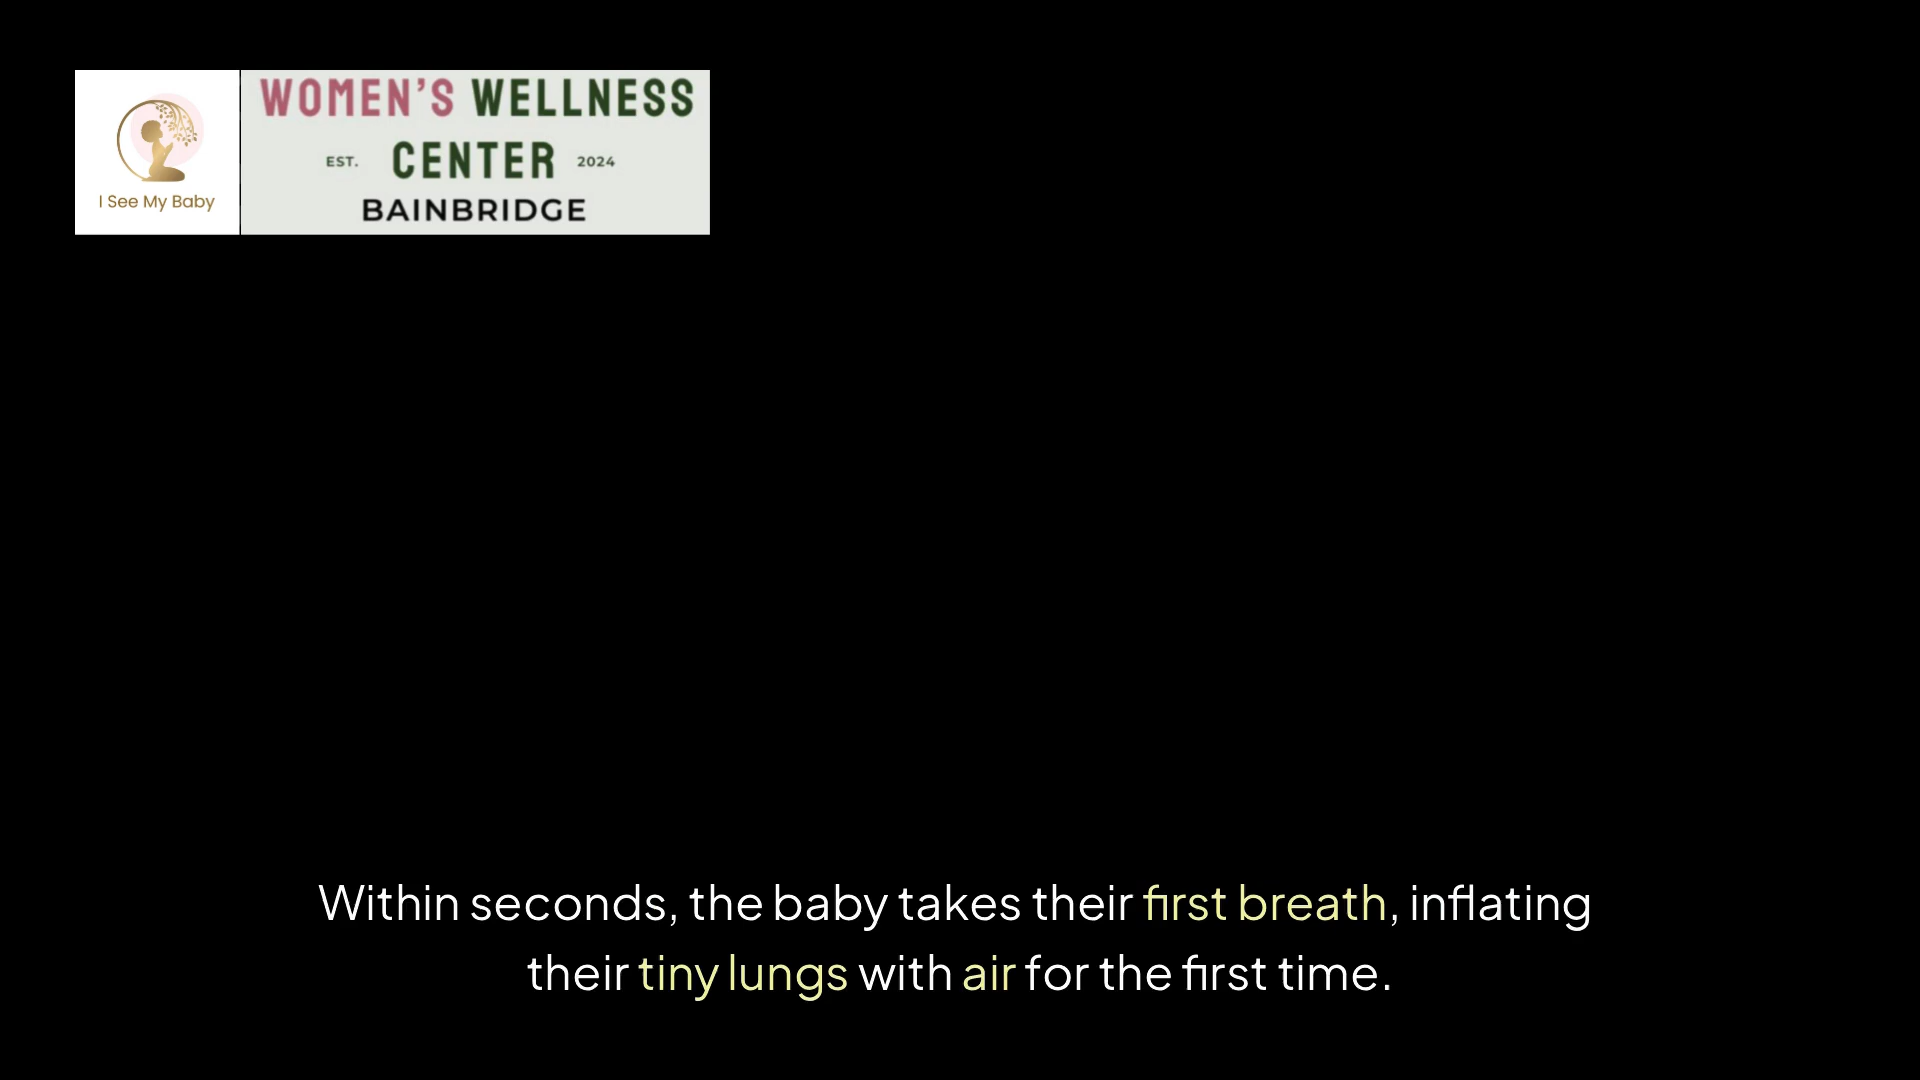 I See My Baby
WOMEN'S WELLNESS
EST. CENTER 2024
BAINBRIDGE
Within seconds, the baby takes their first breath, inflating
their tiny lungs with air for the first time.